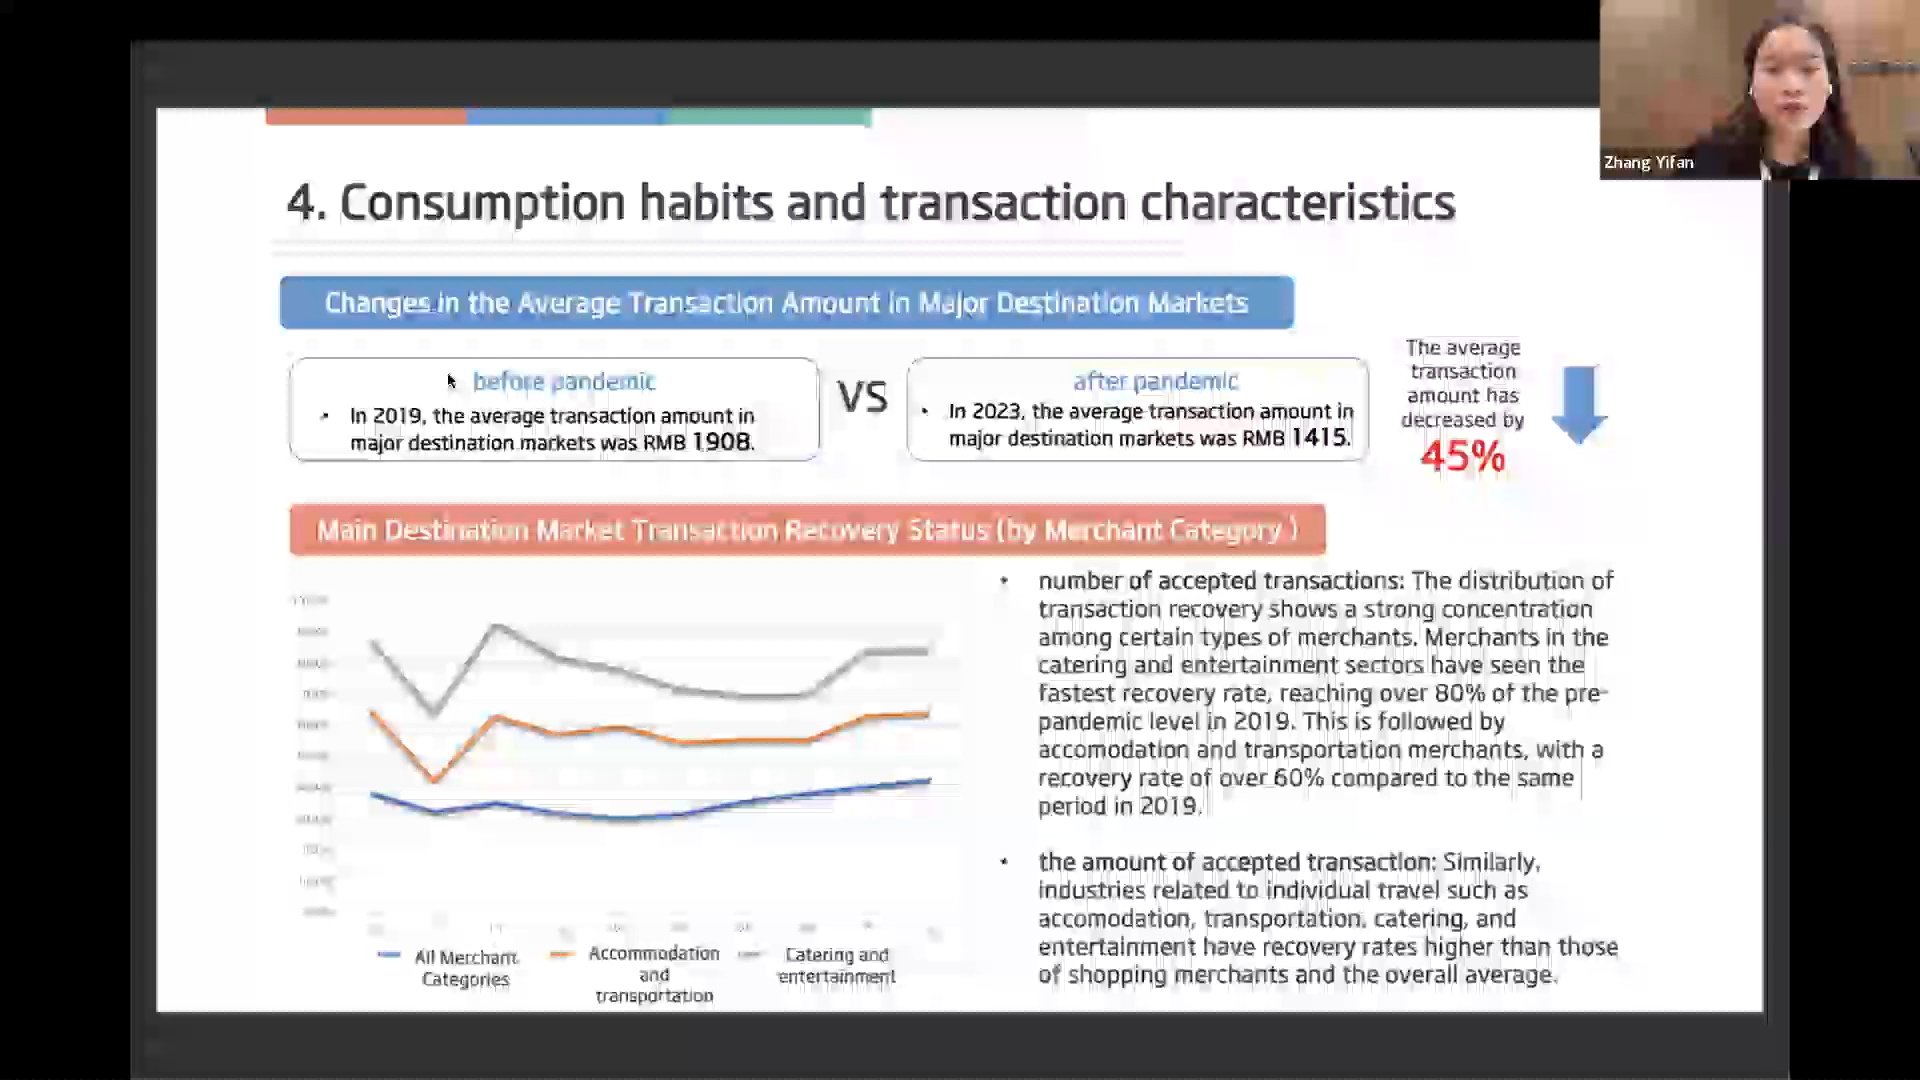 Zhang Yifan
4. Consumption habits and transaction characteristics
Changes in the Average Transaction Amount in Major Destination Markets
before pandemic
• In 2019, the average transaction amount in
major destination markets was RMB 1908.
VS
after pandemic
• In 2023, the average transaction amount in
major destination markets was RMB 1415.
The average
transaction
amount has
decreased by
45%
Main Destination Market Transaction Recovery Status (by Merchant Category )
All Merchant
Categories
Accommodation
and
transportation
Catering and
entertainment
• number of accepted transactions: The distribution of
transaction recovery shows a strong concentration
among certain types of merchants. Merchants in the
catering and entertainment sectors have seen the
fastest recovery rate, reaching over 80% of the pre-
pandemic level in 2019. This is followed by
accomodation and transportation merchants, with a
recovery rate of over 60% compared to the same
period in 2019.
• the amount of accepted transaction: Similarly,
industries related to individual travel such as
accomodation, transportation, catering, and
entertainment have recovery rates higher than those
of shopping merchants and the overall average.